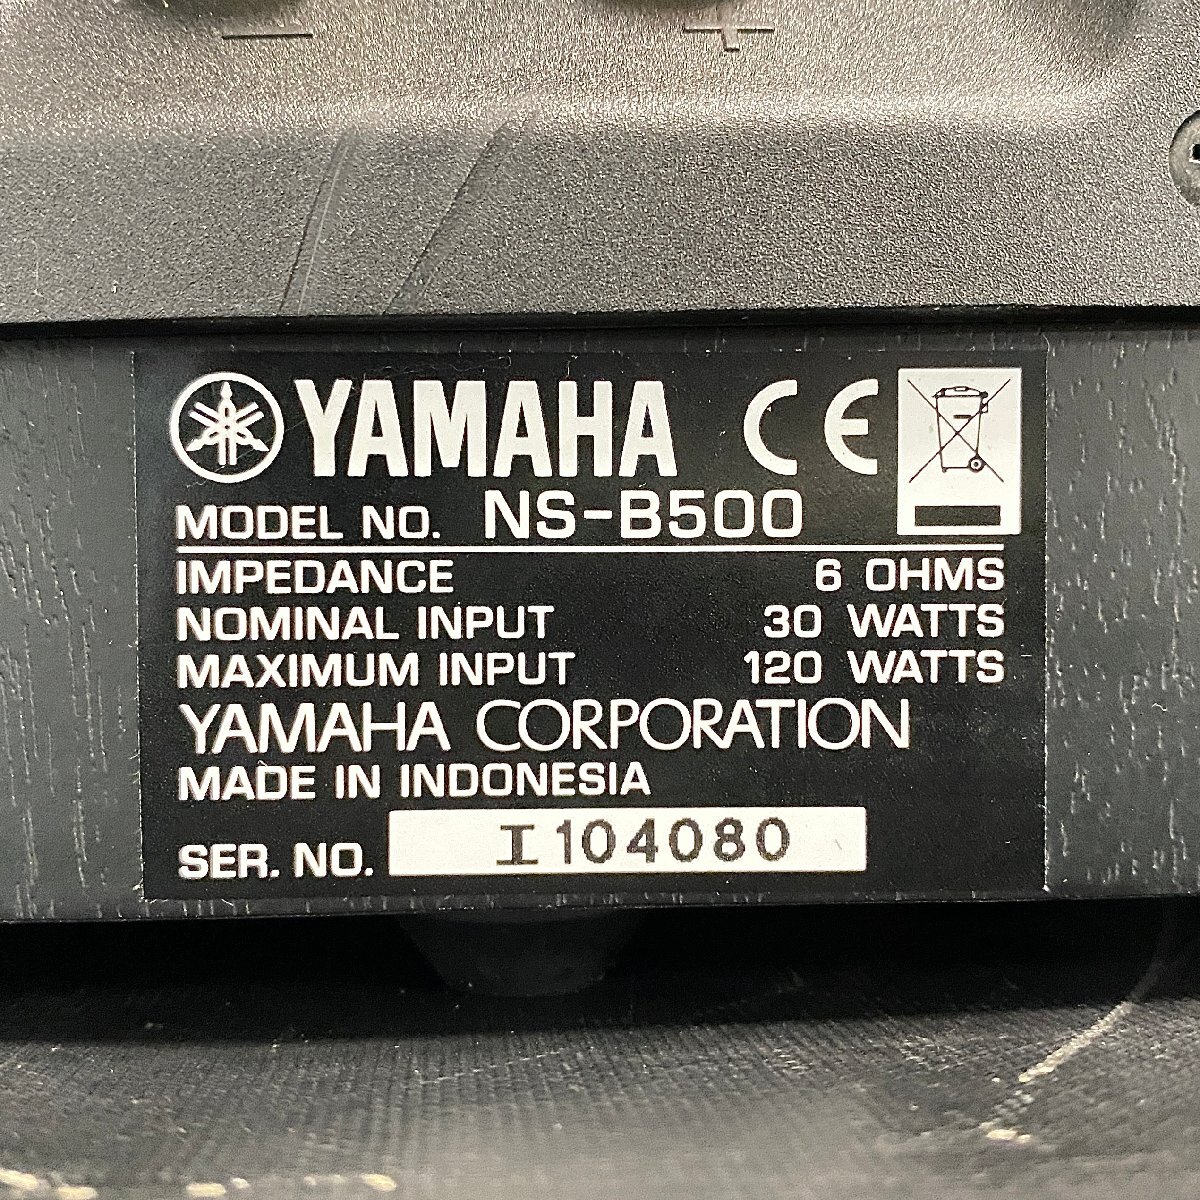 − +
YAMAHA CE
MODEL NO. NS-B500
IMPEDANCE 6 OHMS
NOMINAL INPUT 30 WATTS
MAXIMUM INPUT 120 WATTS
YAMAHA CORPORATION
MADE IN INDONESIA
SER. NO. I104080